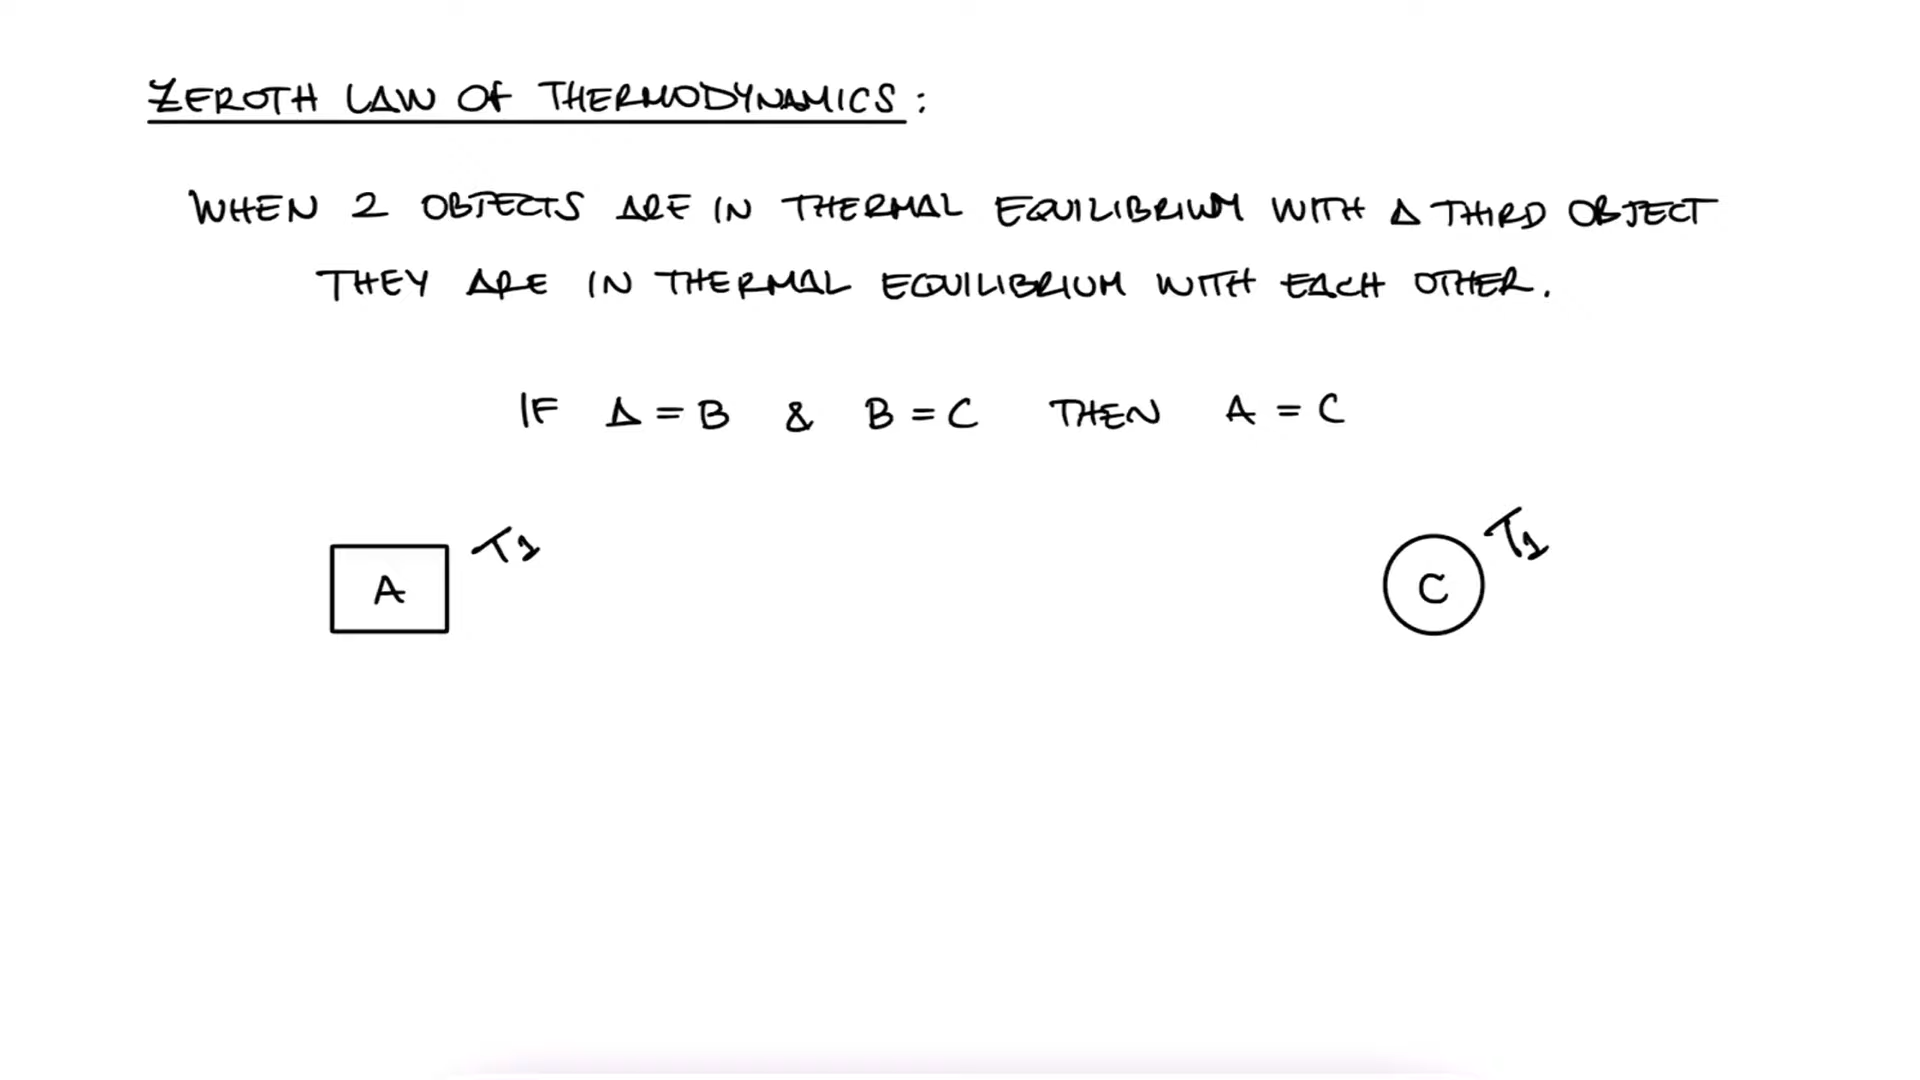 ZEROTH LAW OF THERMODYNAMICS:
WHEN 2 OBJECTS ARE IN THERMAL EQUILIBRIUM WITH A THIRD OBJECT
THEY ARE IN THERMAL EQUILIBRIUM WITH EACH OTHER.
IF A = B & B = C THEN A = C
A T1 C T1